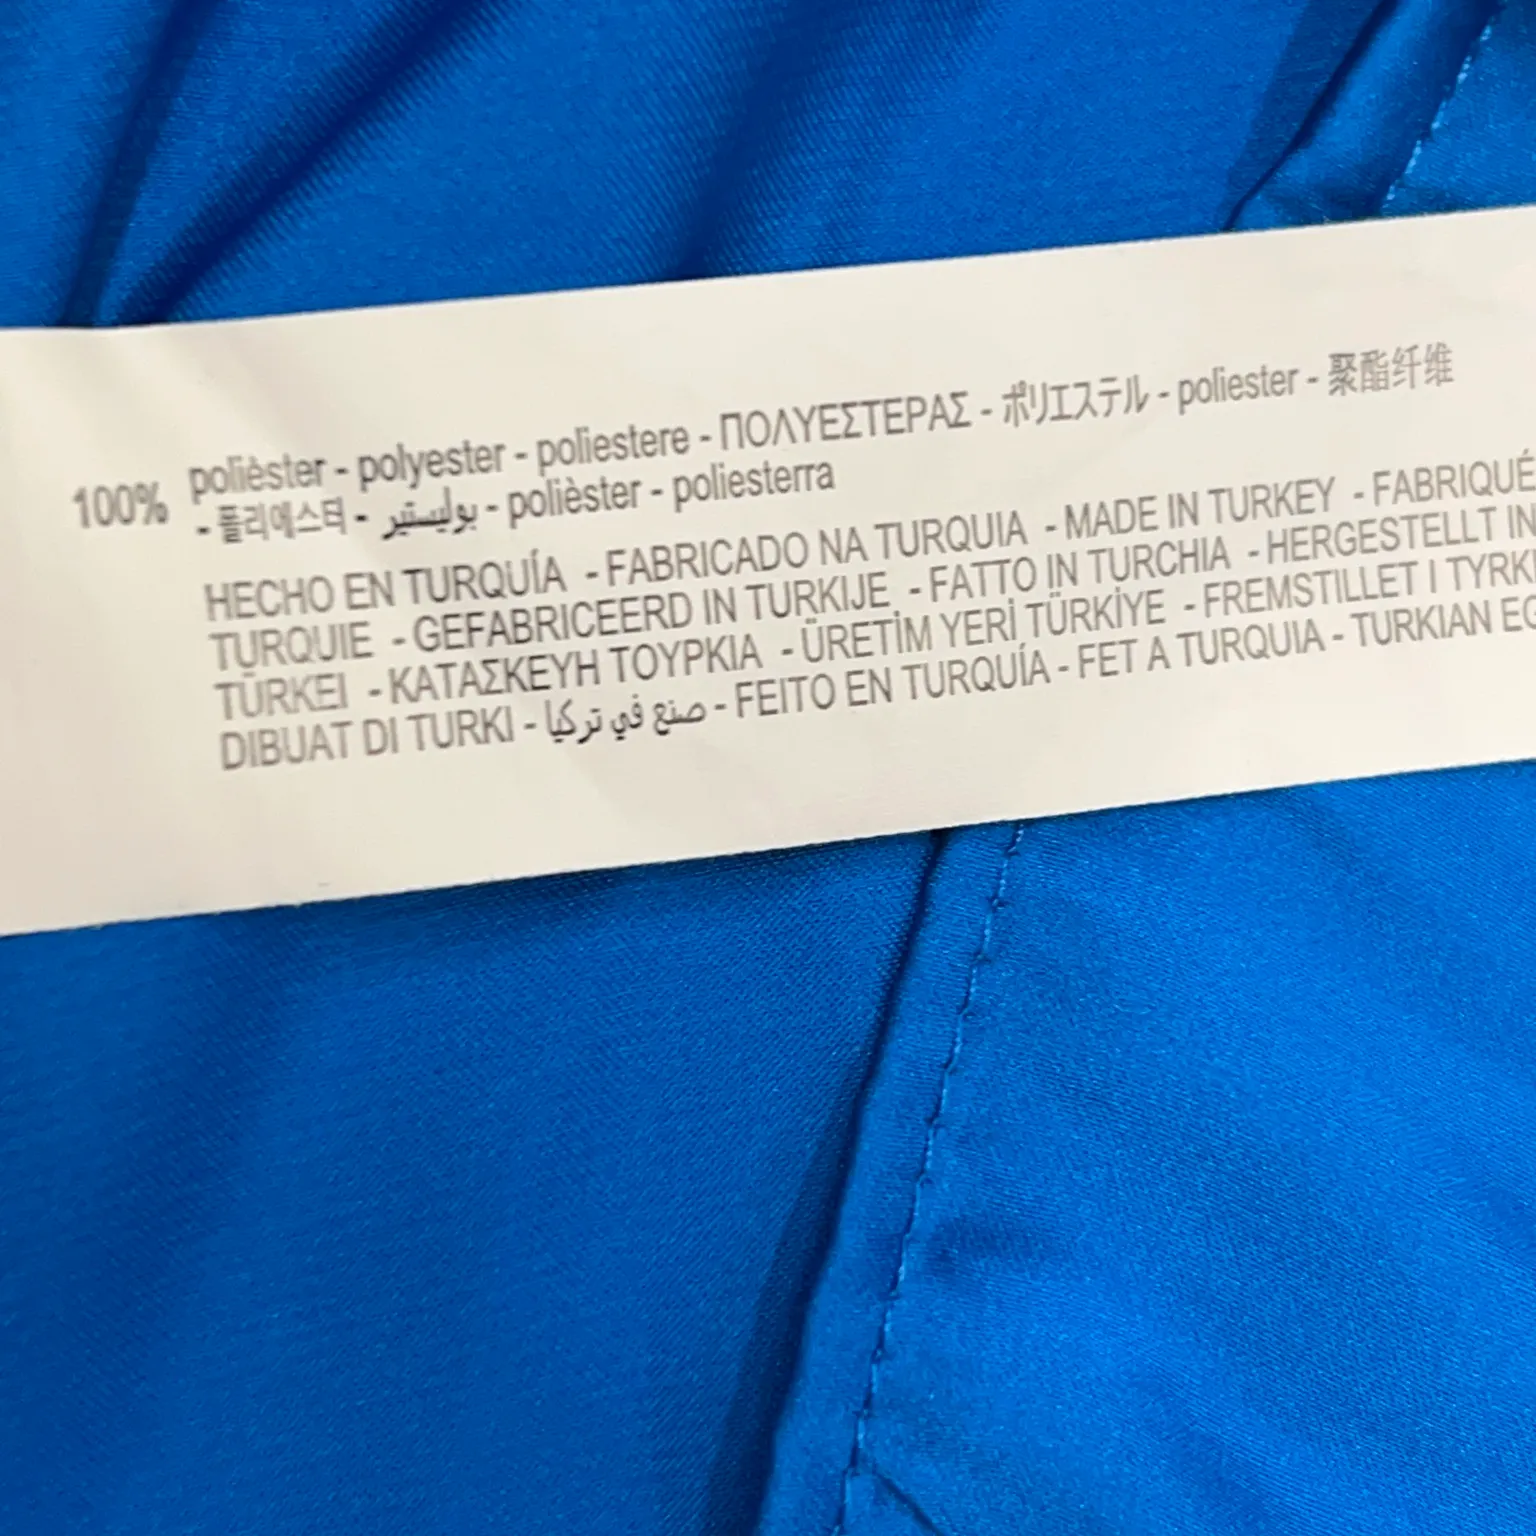 100% polièster - polyester - poliestere - ΠΟΛΥΕΣΤΕΡΑΣ - ポリエステル - poliester - 聚酯纤维
- 폴리에스터 - بوليستير - polièster - poliesterra
HECHO EN TURQUÍA - FABRICADO NA TURQUIA - MADE IN TURKEY - FABRIQUÉ
TURQUIE - GEFABRICEERD IN TURKIJE - FATTO IN TURCHIA - HERGESTELLT IN
TÜRKEI - ΚΑΤΑΣΚΕΥΗ ΤΟΥΡΚΙΑ - ÜRETİM YERİ TÜRKİYE - FREMSTILLET I TYRKI
DIBUAT DI TURKI - صنع في تركيا - FEITO EN TURQUÍA - FET A TURQUIA - TURKIAN EG